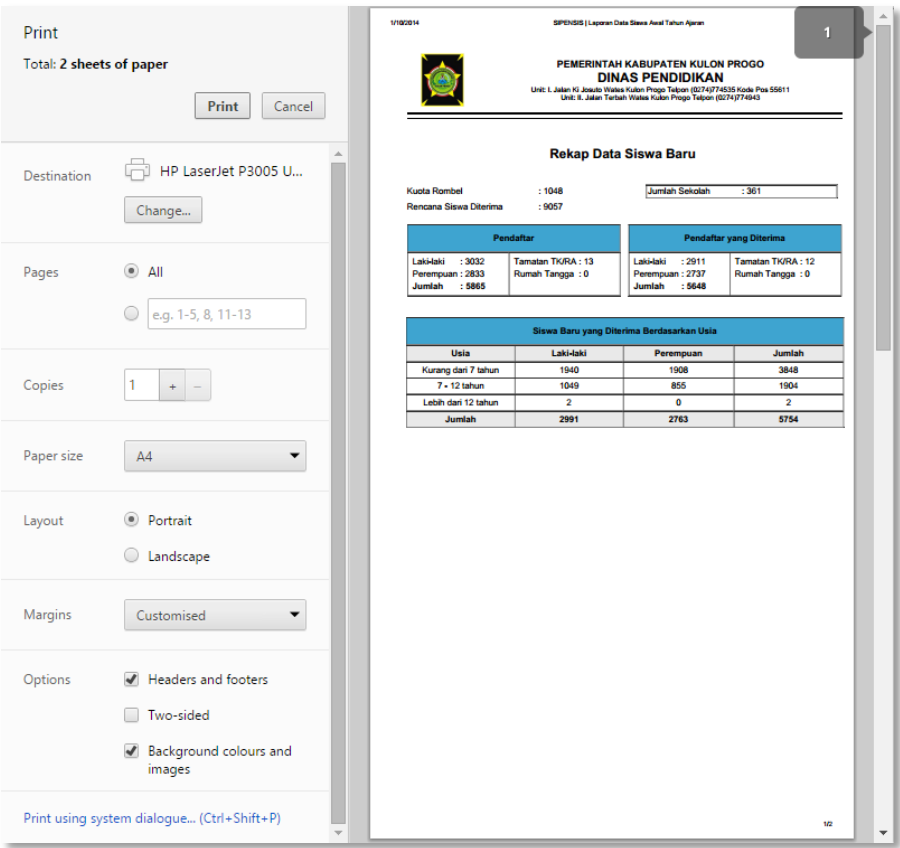 Print
Total: 2 sheets of paper
Print Cancel
Destination HP LaserJet P3005 U...
Change...
Pages All
e.g. 1-5, 8, 11-13
Copies 1 + −
Paper size A4
Layout Portrait
Landscape
Margins Customised
Options Headers and footers
Two-sided
Background colours and
images
Print using system dialogue... (Ctrl+Shift+P)
1
1/10/2014 SIPENSIS | Laporan Data Siswa Awal Tahun Ajaran
PEMERINTAH KABUPATEN KULON PROGO
DINAS PENDIDIKAN
Unit: I. Jalan Ki Josuto Wates Kulon Progo Telpon (0274)774535 Kode Pos 55611
Unit: II. Jalan Terbah Wates Kulon Progo Telpon (0274)774943
Rekap Data Siswa Baru
Kuota Rombel : 1048 Jumlah Sekolah : 361
Rencana Siswa Diterima : 9057
Pendaftar Pendaftar yang Diterima
Laki-laki : 3032 Tamatan TK/RA : 13 Laki-laki : 2911 Tamatan TK/RA : 12
Perempuan : 2833 Rumah Tangga : 0 Perempuan : 2737 Rumah Tangga : 0
Jumlah : 5865 Jumlah : 5648
Siswa Baru yang Diterima Berdasarkan Usia
Usia Laki-laki Perempuan Jumlah
Kurang dari 7 tahun 1940 1908 3848
7 - 12 tahun 1049 855 1904
Lebih dari 12 tahun 2 0 2
Jumlah 2991 2763 5754
1/2